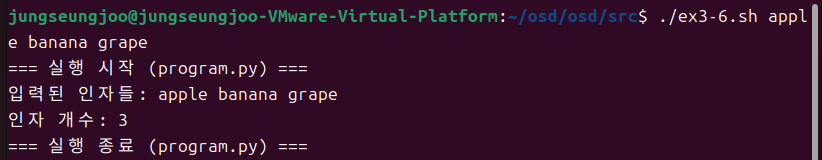 jungseungjoo@jungseungjoo-VMware-Virtual-Platform:~/osd/osd/src$ ./ex3-6.sh appl
e banana grape
=== 실행 시작 (program.py) ===
입력된 인자들: apple banana grape
인자 개수: 3
=== 실행 종료 (program.py) ===